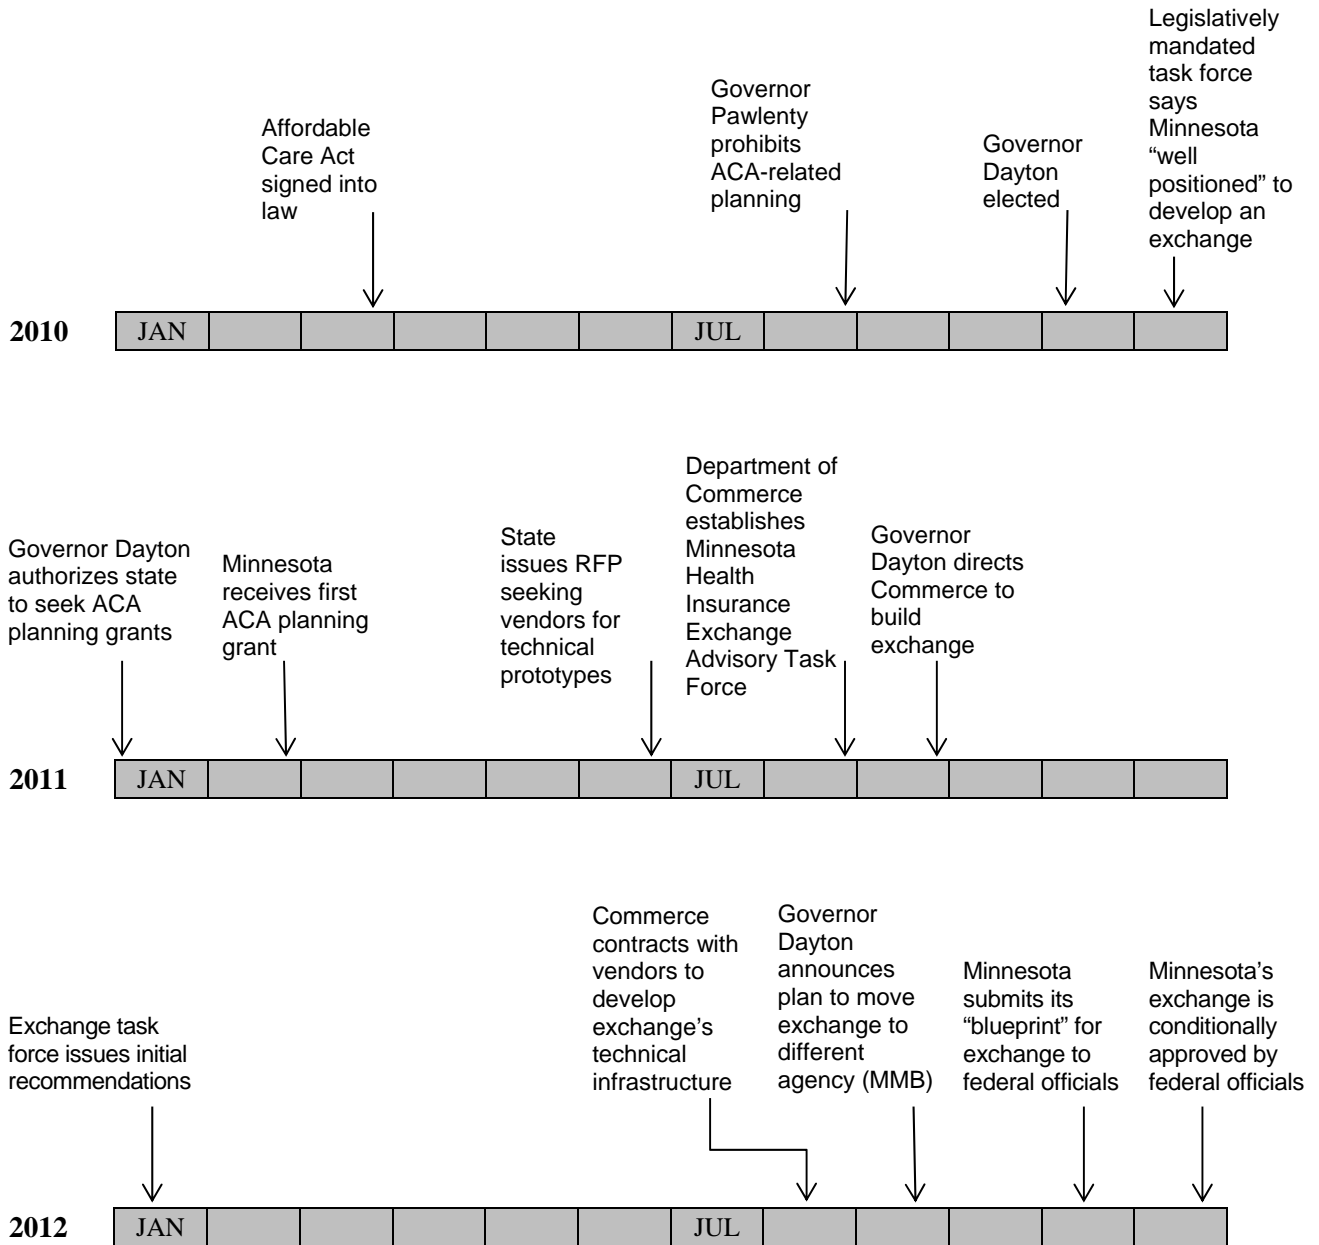 Affordable
Care Act
signed into
law
Governor
Pawlenty
prohibits
ACA-related
planning
Governor
Dayton
elected
Legislatively
mandated
task force
says
Minnesota
“well
positioned” to
develop an
exchange
2010
JAN
JUL
Governor Dayton
authorizes state
to seek ACA
planning grants
Minnesota
receives first
ACA planning
grant
State
issues RFP
seeking
vendors for
technical
prototypes
Department of
Commerce
establishes
Minnesota
Health
Insurance
Exchange
Advisory Task
Force
Governor
Dayton directs
Commerce to
build
exchange
2011
JAN
JUL
Exchange task
force issues initial
recommendations
Commerce
contracts with
vendors to
develop
exchange’s
technical
infrastructure
Governor
Dayton
announces
plan to move
exchange to
different
agency (MMB)
Minnesota
submits its
“blueprint” for
exchange to
federal officials
Minnesota’s
exchange is
conditionally
approved by
federal officials
2012
JAN
JUL